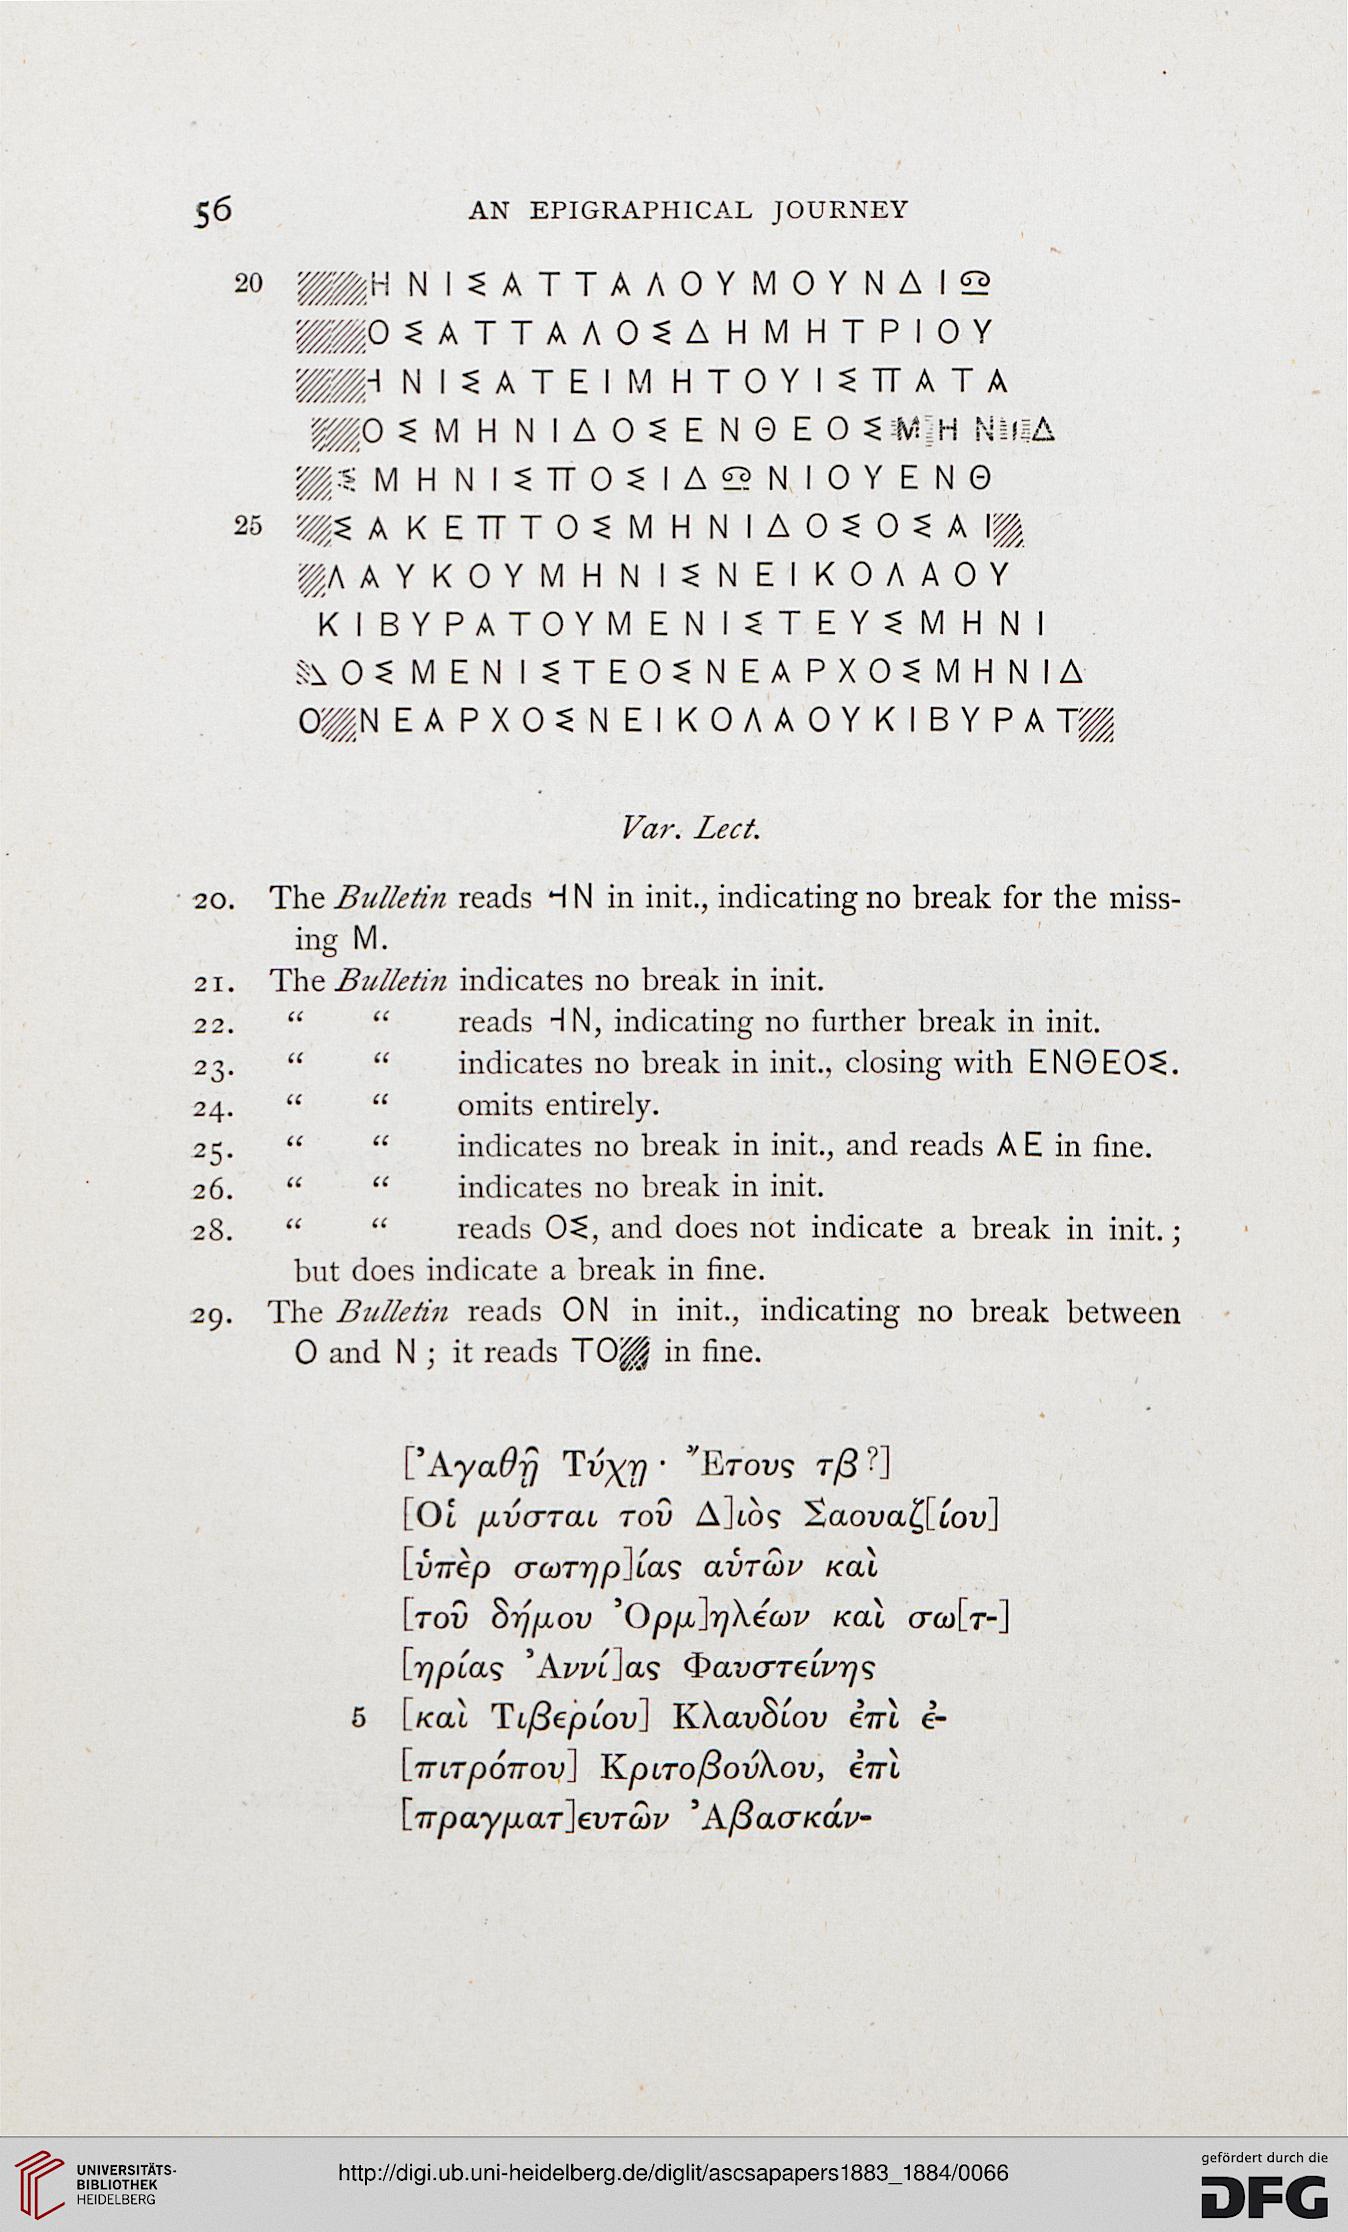 56 AN EPIGRAPHICAL JOURNEY
20 ΗΝΙΣΑΤΤΑΛΟΥΜΟΥΝΔΙΩ
ΟΣΑΤΤΑΛΟΣΔΗΜΗΤΡΙΟΥ
ΗΝΙΣΑΤΕΙΜΗΤΟΥΙΣΠΑΤΑ
ΟΣΜΗΝΙΔΟΣΕΝΘΕΟΣΜΗΝΙΔ
ΣΜΗΝΙΣΠΟΣΙΔΩΝΙΟΥΕΝΘ
25 ΣΑΚΕΠΤΟΣΜΗΝΙΔΟΣΟΣΑΙ
ΛΑΥΚΟΥΜΗΝΙΣΝΕΙΚΟΛΑΟΥ
ΚΙΒΥΡΑΤΟΥΜΕΝΙΣΤΕΥΣΜΗΝΙ
ΔΟΣΜΕΝΙΣΤΕΟΣΝΕΑΡΧΟΣΜΗΝΙΔ
Ο ΝΕΑΡΧΟΣΝΕΙΚΟΛΑΟΥΚΙΒΥΡΑΤ
Var. Lect.
20. The Bulletin reads ⊣N in init., indicating no break for the miss-
ing M.
21. The Bulletin indicates no break in init.
22. “ “ reads ⊣N, indicating no further break in init.
23. “ “ indicates no break in init., closing with ΕΝΘΕΟΣ.
24. “ “ omits entirely.
25. “ “ indicates no break in init., and reads ΑΕ in fine.
26. “ “ indicates no break in init.
28. “ “ reads ΟΣ, and does not indicate a break in init. ;
but does indicate a break in fine.
29. The Bulletin reads ΟΝ in init., indicating no break between
Ο and Ν ; it reads ΤΟ in fine.
[Ἀγαθῇ Τύχῃ · Ἔτους τβ ?]
[Οἱ μύσται τοῦ Δ]ιὸς Σαουαζ[ίου]
[ὑπὲρ σωτηρ]ίας αὑτῶν καὶ
[τοῦ δήμου Ὀρμ]ηλέων καὶ σω[τ-]
[ηρίας Ἀννί]ας Φαυστείνης
5 [καὶ Τιβερίου] Κλαυδίου ἐπὶ ἐ-
[πιτρόπου] Κριτοβούλου, ἐπὶ
[πραγματ]ευτῶν Ἀβασκάν-
UNIVERSITÄTS-
BIBLIOTHEK
HEIDELBERG
http://digi.ub.uni-heidelberg.de/diglit/ascsapapers1883_1884/0066
gefördert durch die
DFG